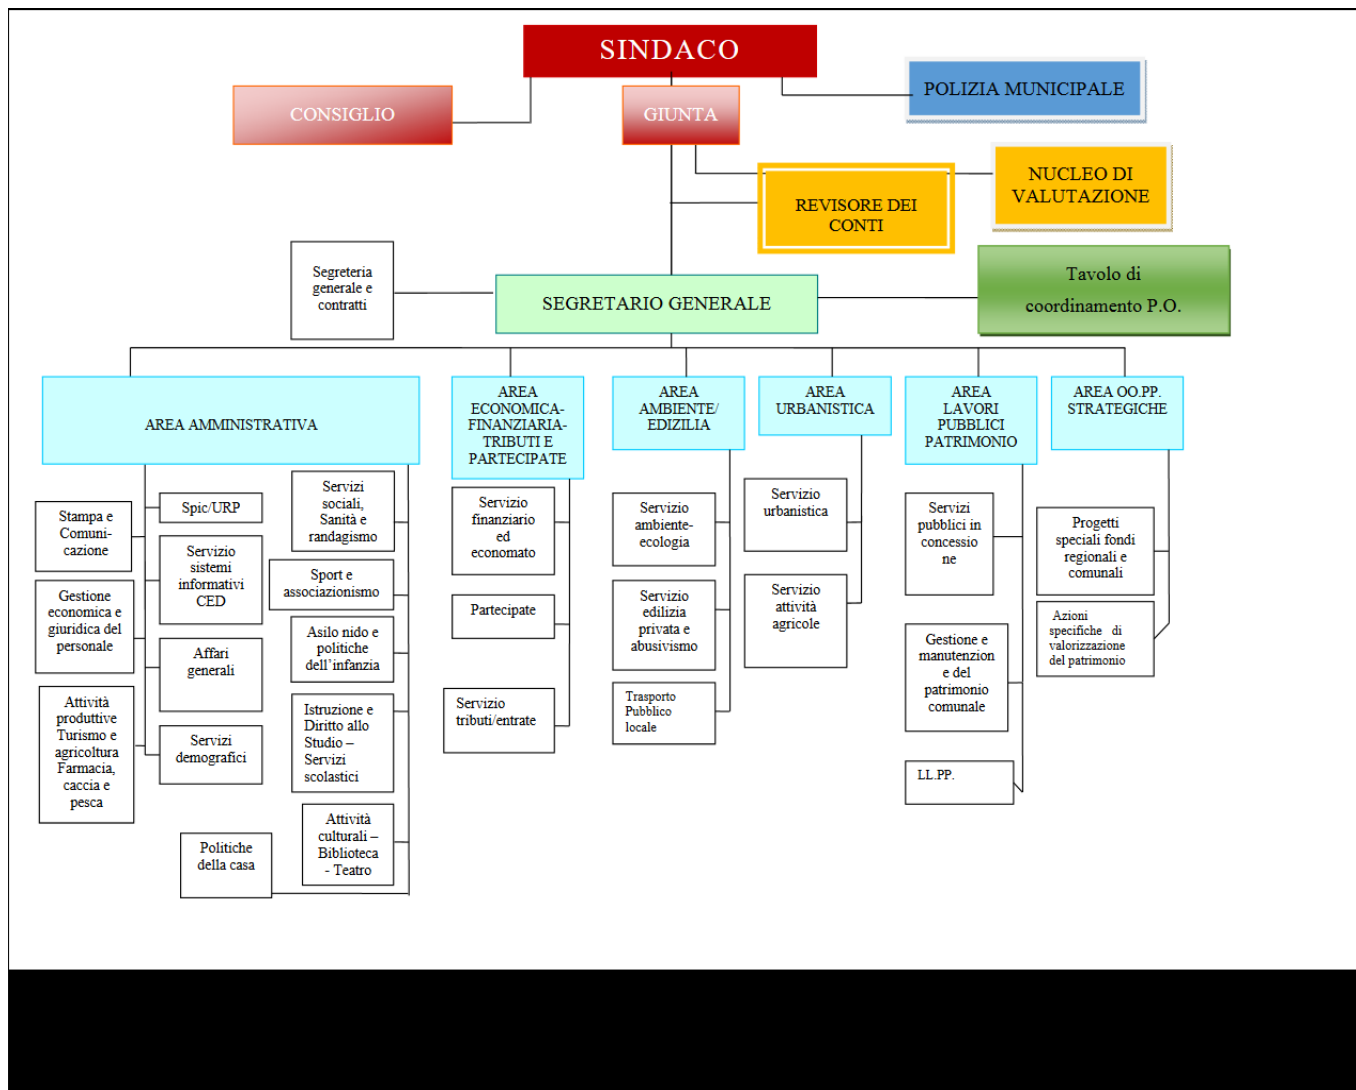 SINDACO
CONSIGLIO
GIUNTA
POLIZIA MUNICIPALE
NUCLEO DI
VALUTAZIONE
REVISORE DEI
CONTI
Segreteria
generale e
contratti
SEGRETARIO GENERALE
Tavolo di
coordinamento P.O.
AREA AMMINISTRATIVA
AREA
ECONOMICA-
FINANZIARIA-
TRIBUTI E
PARTECIPATE
AREA
AMBIENTE/
EDIZILIA
AREA
URBANISTICA
AREA
LAVORI
PUBBLICI
PATRIMONIO
AREA OO.PP.
STRATEGICHE
Stampa e
Comuni-
cazione
Gestione
economica e
giuridica del
personale
Attività
produttive
Turismo e
agricoltura
Farmacia,
caccia e
pesca
Spic/URP
Servizio
sistemi
informativi
CED
Affari
generali
Servizi
demografici
Politiche
della casa
Servizi
sociali,
Sanità e
randagismo
Sport e
associazionismo
Asilo nido e
politiche
dell'infanzia
Istruzione e
Diritto allo
Studio –
Servizi
scolastici
Attività
culturali –
Biblioteca
- Teatro
Servizio
finanziario
ed
economato
Partecipate
Servizio
tributi/entrate
Servizio
ambiente-
ecologia
Servizio
edilizia
privata e
abusivismo
Trasporto
Pubblico
locale
Servizio
urbanistica
Servizio
attività
agricole
Servizi
pubblici in
concessio
ne
Gestione e
manutenzion
e del
patrimonio
comunale
LL.PP.
Progetti
speciali fondi
regionali e
comunali
Azioni
specifiche di
valorizzazione
del patrimonio